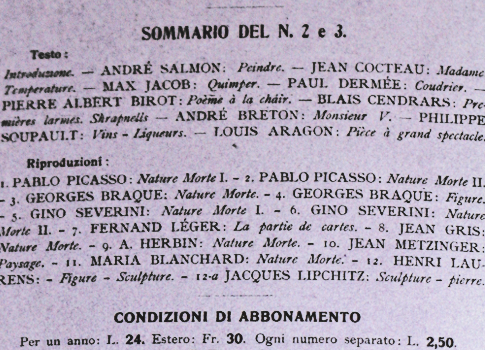 SOMMARIO DEL N. 2 e 3.
Testo:
Introduzione. — ANDRÉ SALMON: Peindre. — JEAN COCTEAU: Madame
Température. — MAX JACOB: Quimper. — PAUL DERMÉE: Coudrier. —
PIERRE ALBERT BIROT: Poème à la chàir. — BLAIS CENDRARS: Pre-
mières larmes. Shrapnells — ANDRÉ BRETON: Monsieur V. — PHILIPPE
SOUPAULT: Vins - Liqueurs. — LOUIS ARAGON: Pièce à grand spectacle.
Riproduzioni:
1. PABLO PICASSO: Nature Morte I. - 2. PABLO PICASSO: Nature Morte II.
- 3. GEORGES BRAQUE: Nature Morte. - 4. GEORGES BRAQUE: Figure.
- 5. GINO SEVERINI: Nature Morte I. - 6. GINO SEVERINI: Nature
Morte II. - 7. FERNAND LÉGER: La partie de cartes. - 8. JEAN GRIS:
Nature Morte. - 9. A. HERBIN: Nature Morte. - 10. JEAN METZINGER:
Paysage. - 11. MARIA BLANCHARD: Nature Morte. - 12. HENRI LAU-
RENS: - Figure - Sculpture. - 12-a JACQUES LIPCHITZ: Sculpture - pierre.
CONDIZIONI DI ABBONAMENTO
Per un anno: L. 24. Estero: Fr. 30. Ogni numero separato: L. 2,50.